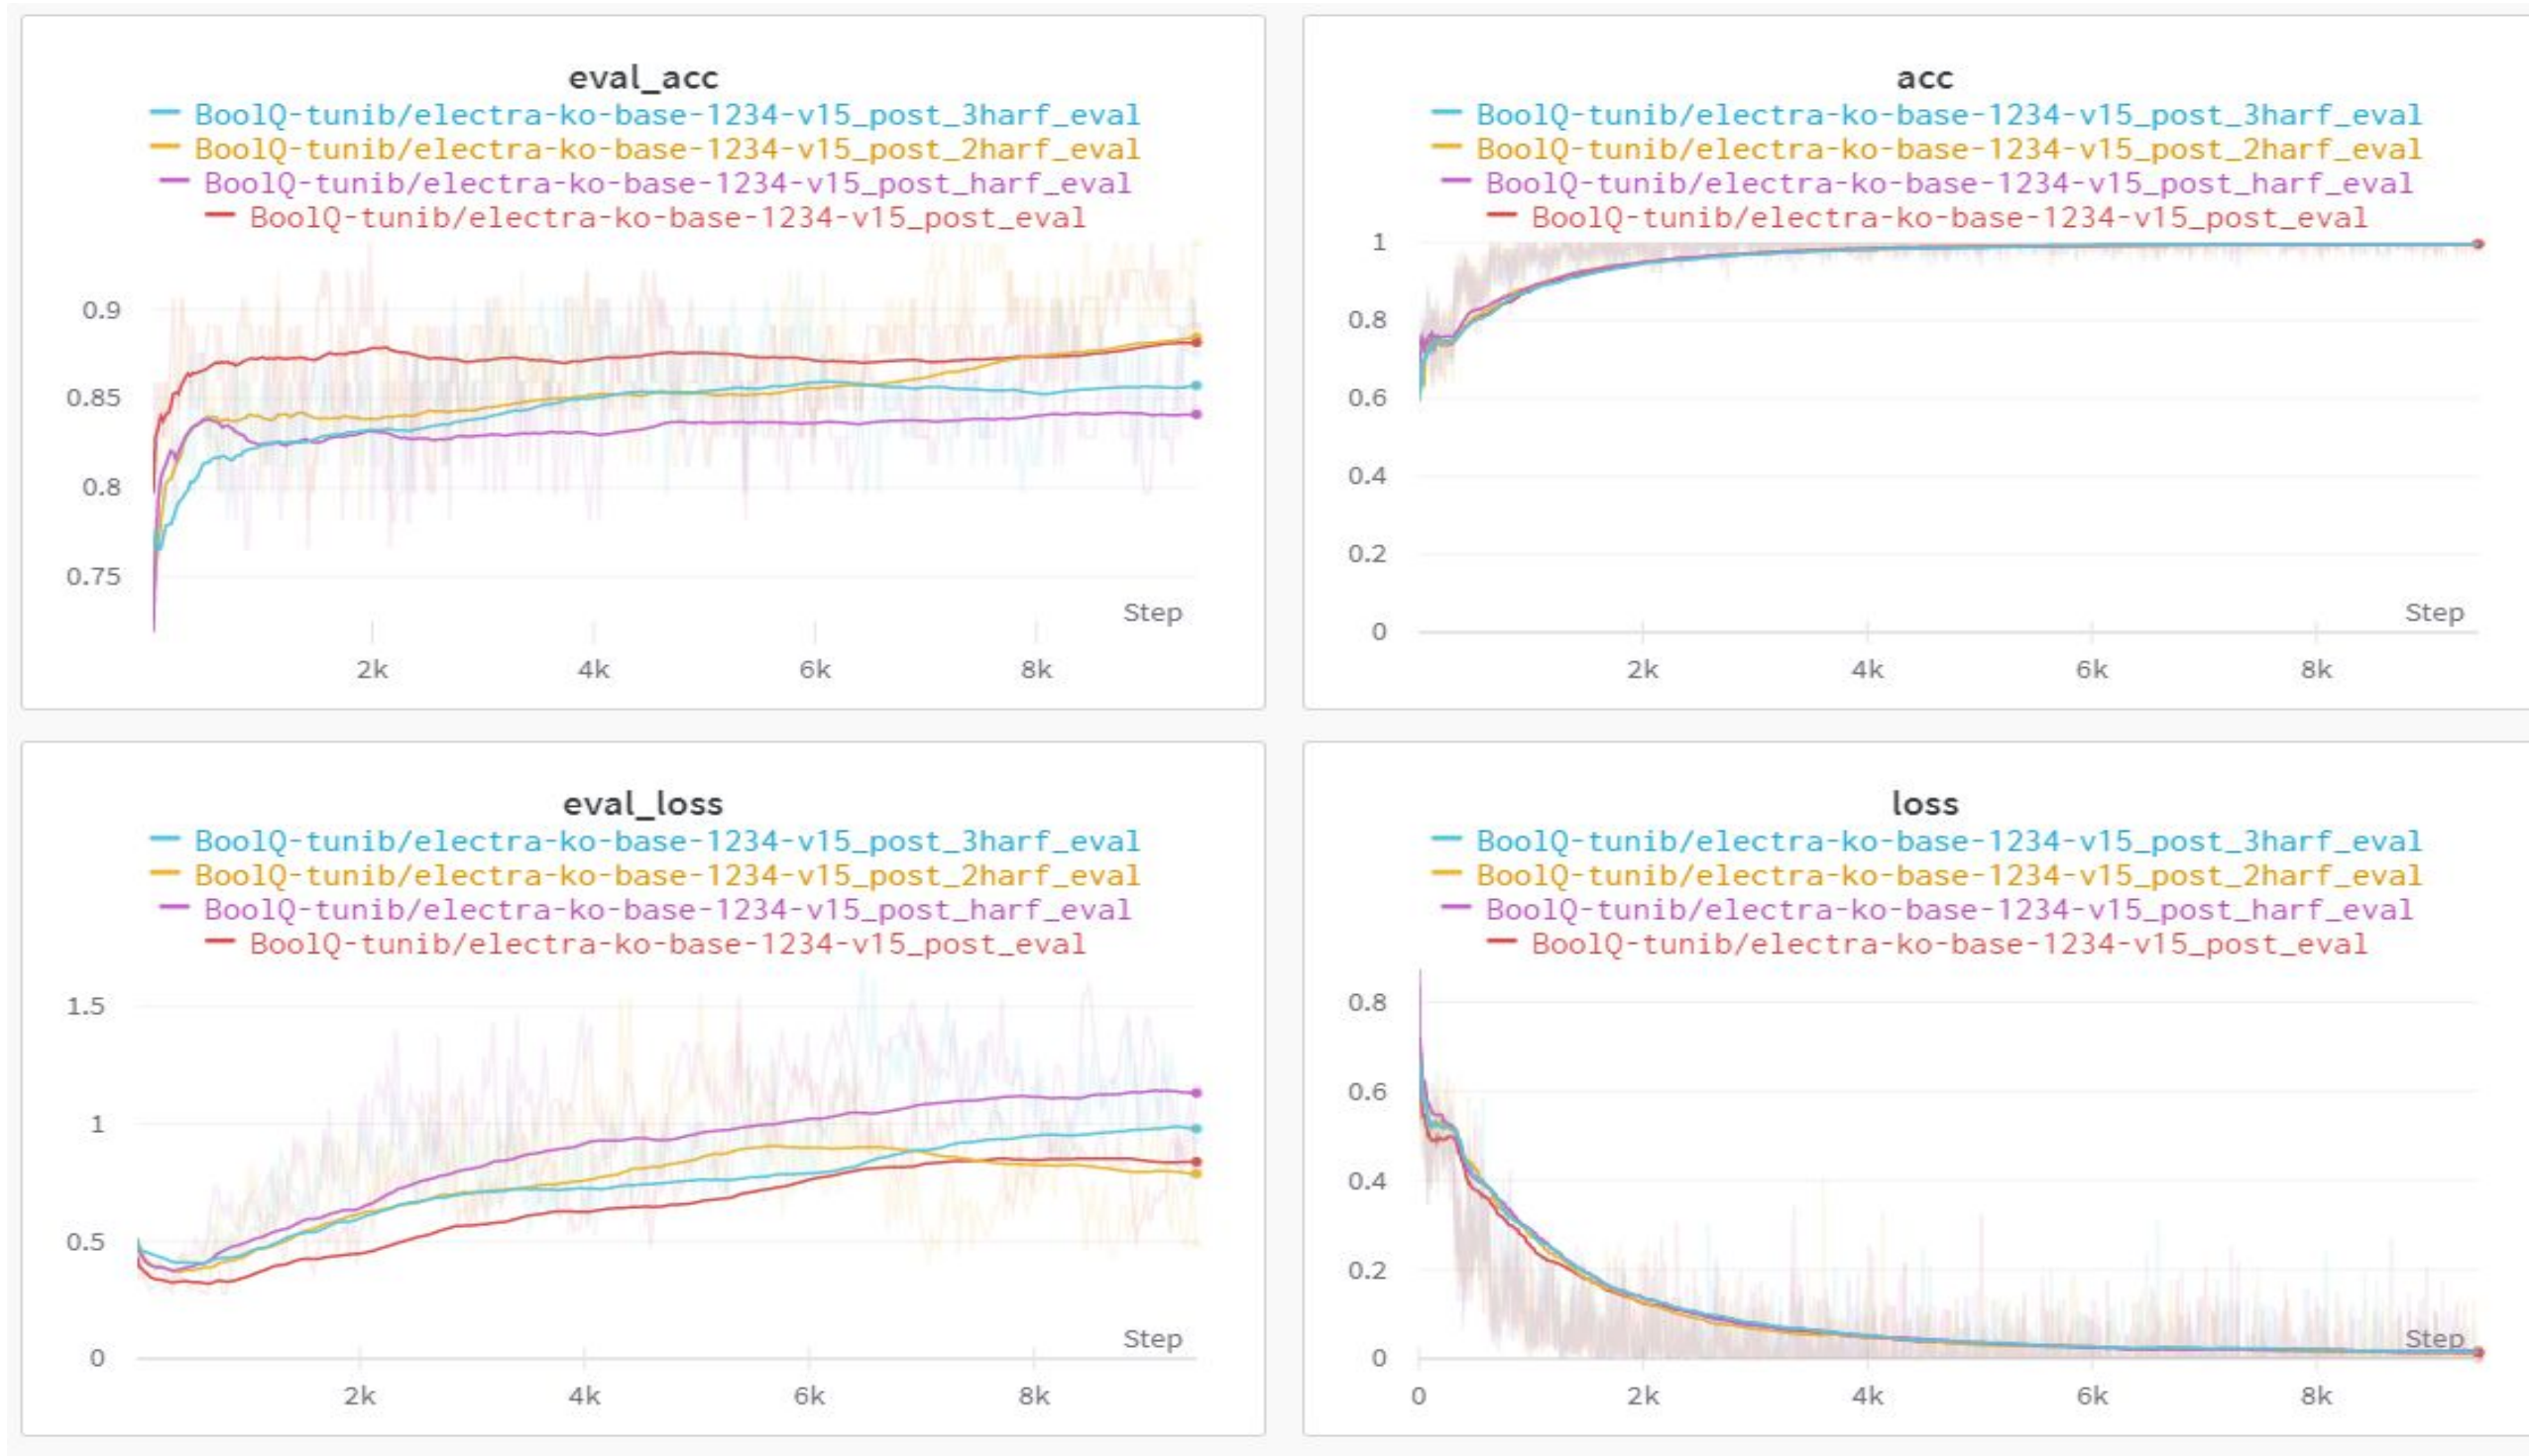 eval_acc
BoolQ-tunib/electra-ko-base-1234-v15_post_3harf_eval
BoolQ-tunib/electra-ko-base-1234-v15_post_2harf_eval
BoolQ-tunib/electra-ko-base-1234-v15_post_harf_eval
BoolQ-tunib/electra-ko-base-1234-v15_post_eval
0.9
0.85
0.8
0.75
Step
2k 4k 6k 8k
acc
BoolQ-tunib/electra-ko-base-1234-v15_post_3harf_eval
BoolQ-tunib/electra-ko-base-1234-v15_post_2harf_eval
BoolQ-tunib/electra-ko-base-1234-v15_post_harf_eval
BoolQ-tunib/electra-ko-base-1234-v15_post_eval
1
0.8
0.6
0.4
0.2
Step
0
2k 4k 6k 8k
eval_loss
BoolQ-tunib/electra-ko-base-1234-v15_post_3harf_eval
BoolQ-tunib/electra-ko-base-1234-v15_post_2harf_eval
BoolQ-tunib/electra-ko-base-1234-v15_post_harf_eval
BoolQ-tunib/electra-ko-base-1234-v15_post_eval
1.5
1
0.5
Step
0
2k 4k 6k 8k
loss
BoolQ-tunib/electra-ko-base-1234-v15_post_3harf_eval
BoolQ-tunib/electra-ko-base-1234-v15_post_2harf_eval
BoolQ-tunib/electra-ko-base-1234-v15_post_harf_eval
BoolQ-tunib/electra-ko-base-1234-v15_post_eval
0.8
0.6
0.4
0.2
Step
0
0 2k 4k 6k 8k